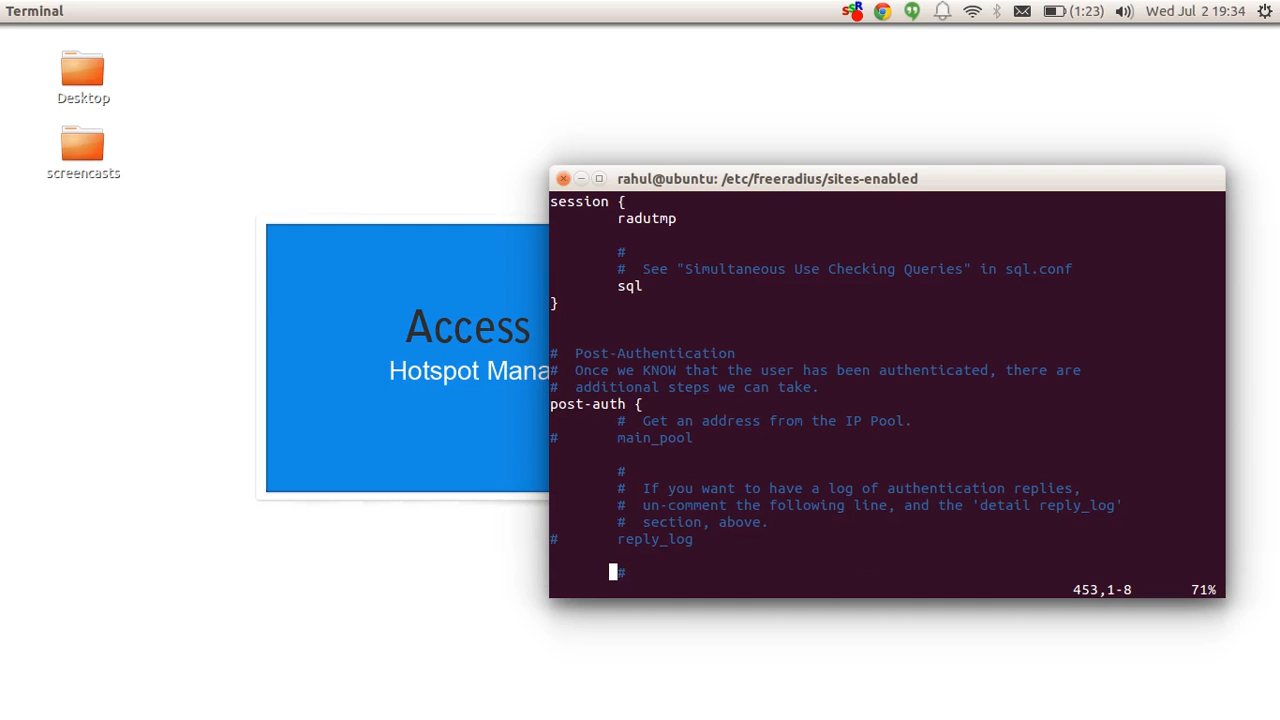 Terminal
(1:23)
Wed Jul 2 19:34
Desktop
screencasts
Access
Hotspot Mana
rahul@ubuntu: /etc/freeradius/sites-enabled
session {
radutmp
#
# See "Simultaneous Use Checking Queries" in sql.conf
sql
}
# Post-Authentication
# Once we KNOW that the user has been authenticated, there are
# additional steps we can take.
post-auth {
# Get an address from the IP Pool.
# main_pool
#
# If you want to have a log of authentication replies,
# un-comment the following line, and the 'detail reply_log'
# section, above.
# reply_log
#
453,1-8 71%